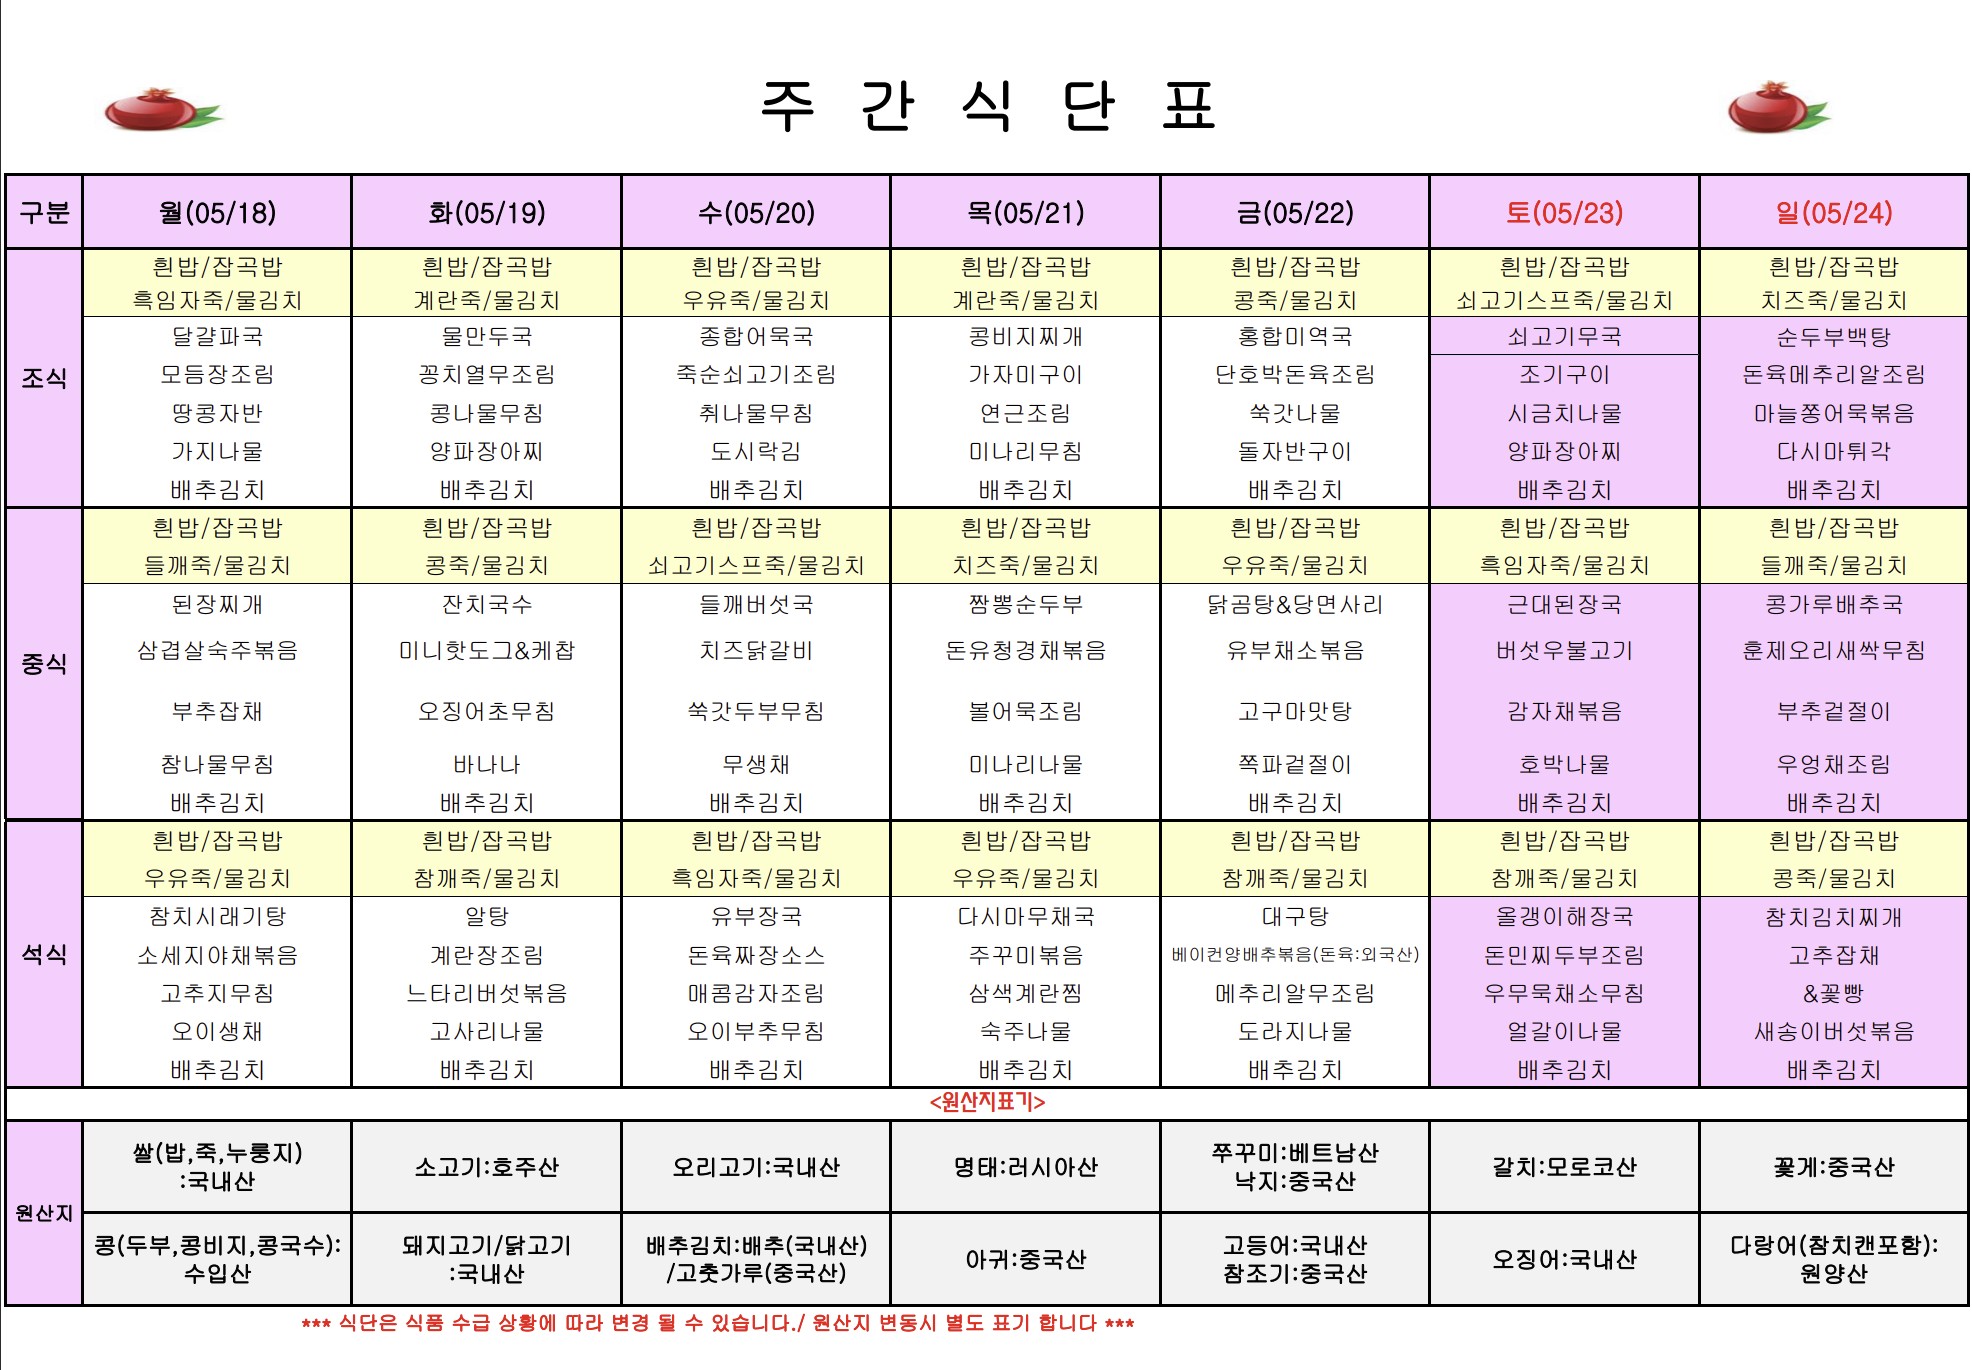 주 간 식 단 표
구분 월(05/18) 화(05/19) 수(05/20) 목(05/21) 금(05/22) 토(05/23) 일(05/24)
조식
흰밥/잡곡밥 흰밥/잡곡밥 흰밥/잡곡밥 흰밥/잡곡밥 흰밥/잡곡밥 흰밥/잡곡밥 흰밥/잡곡밥
흑임자죽/물김치 계란죽/물김치 우유죽/물김치 계란죽/물김치 콩죽/물김치 쇠고기스프죽/물김치 치즈죽/물김치
달걀파국 물만두국 종합어묵국 콩비지찌개 홍합미역국 쇠고기무국 순두부백탕
모듬장조림 꽁치열무조림 죽순쇠고기조림 가자미구이 단호박돈육조림 조기구이 돈육메추리알조림
땅콩자반 콩나물무침 취나물무침 연근조림 쑥갓나물 시금치나물 마늘쫑어묵볶음
가지나물 양파장아찌 도시락김 미나리무침 돌자반구이 양파장아찌 다시마튀각
배추김치 배추김치 배추김치 배추김치 배추김치 배추김치 배추김치
중식
흰밥/잡곡밥 흰밥/잡곡밥 흰밥/잡곡밥 흰밥/잡곡밥 흰밥/잡곡밥 흰밥/잡곡밥 흰밥/잡곡밥
들깨죽/물김치 콩죽/물김치 쇠고기스프죽/물김치 치즈죽/물김치 우유죽/물김치 흑임자죽/물김치 들깨죽/물김치
된장찌개 잔치국수 들깨버섯국 짬뽕순두부 닭곰탕&당면사리 근대된장국 콩가루배추국
삼겹살숙주볶음 미니핫도그&케찹 치즈닭갈비 돈유청경채볶음 유부채소볶음 버섯우불고기 훈제오리새싹무침
부추잡채 오징어초무침 쑥갓두부무침 볼어묵조림 고구마맛탕 감자채볶음 부추겉절이
참나물무침 바나나 무생채 미나리나물 쪽파겉절이 호박나물 우엉채조림
배추김치 배추김치 배추김치 배추김치 배추김치 배추김치 배추김치
석식
흰밥/잡곡밥 흰밥/잡곡밥 흰밥/잡곡밥 흰밥/잡곡밥 흰밥/잡곡밥 흰밥/잡곡밥 흰밥/잡곡밥
우유죽/물김치 참깨죽/물김치 흑임자죽/물김치 우유죽/물김치 참깨죽/물김치 참깨죽/물김치 콩죽/물김치
참치시래기탕 알탕 유부장국 다시마무채국 대구탕 올갱이해장국 참치김치찌개
소세지야채볶음 계란장조림 돈육짜장소스 주꾸미볶음 베이컨양배추볶음(돈육:외국산) 돈민찌두부조림 고추잡채
고추지무침 느타리버섯볶음 매콤감자조림 삼색계란찜 메추리알무조림 우무묵채소무침 &꽃빵
오이생채 고사리나물 오이부추무침 숙주나물 도라지나물 얼갈이나물 새송이버섯볶음
배추김치 배추김치 배추김치 배추김치 배추김치 배추김치 배추김치
<원산지표기>
원산지
쌀(밥,죽,누룽지)
:국내산
소고기:호주산
오리고기:국내산
명태:러시아산
쭈꾸미:베트남산
낙지:중국산
갈치:모로코산
꽃게:중국산
콩(두부,콩비지,콩국수):
수입산
돼지고기/닭고기
:국내산
배추김치:배추(국내산)
/고춧가루(중국산)
아귀:중국산
고등어:국내산
참조기:중국산
오징어:국내산
다랑어(참치캔포함):
원양산
*** 식단은 식품 수급 상황에 따라 변경 될 수 있습니다./ 원산지 변동시 별도 표기 합니다 ***